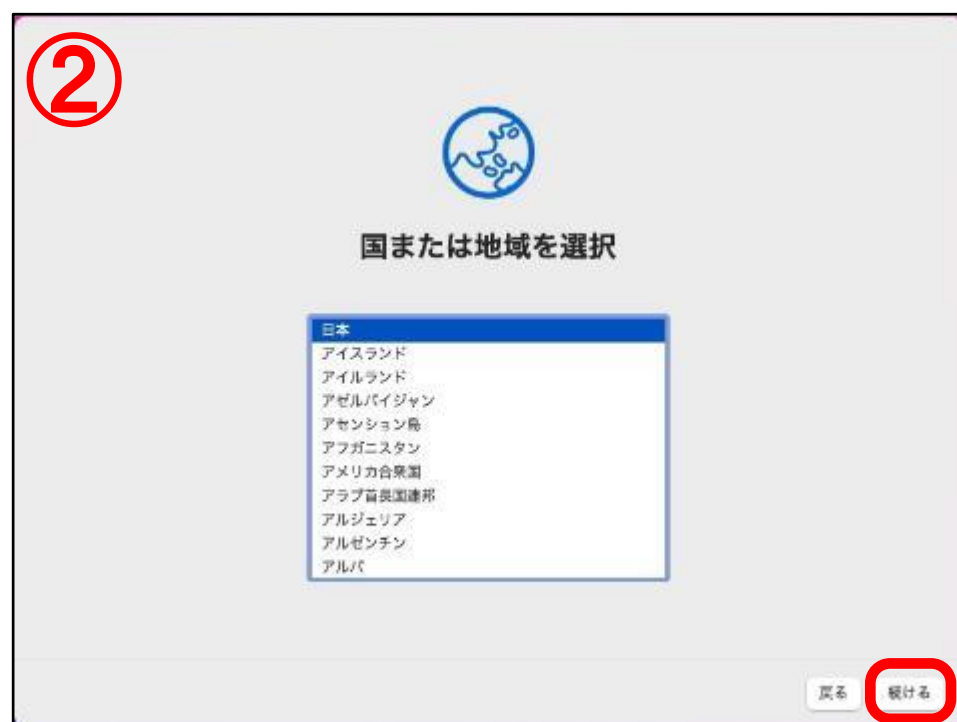 ②
国または地域を選択
日本
アイスランド
アイルランド
アゼルバイジャン
アセンション島
アフガニスタン
アメリカ合衆国
アラブ首長国連邦
アルジェリア
アルゼンチン
アルバ
戻る 続ける